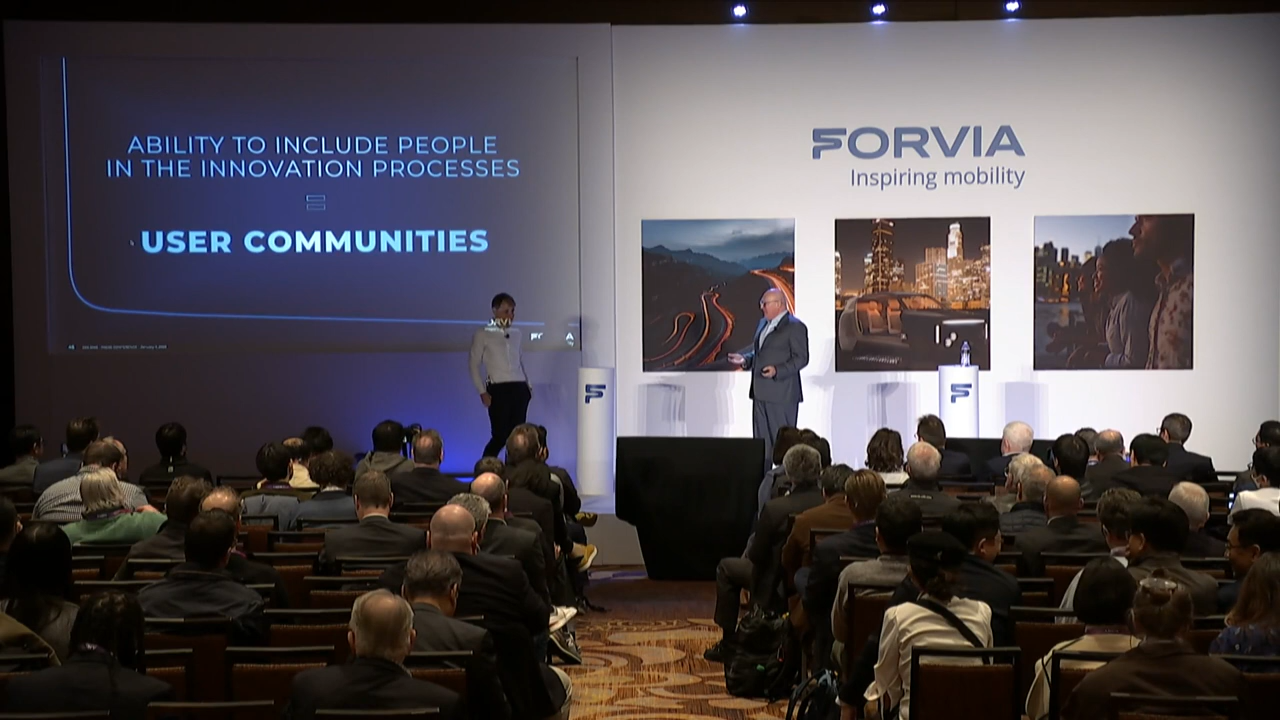 ABILITY TO INCLUDE PEOPLE
IN THE INNOVATION PROCESSES
=
USER COMMUNITIES
FORVIA
Inspiring mobility